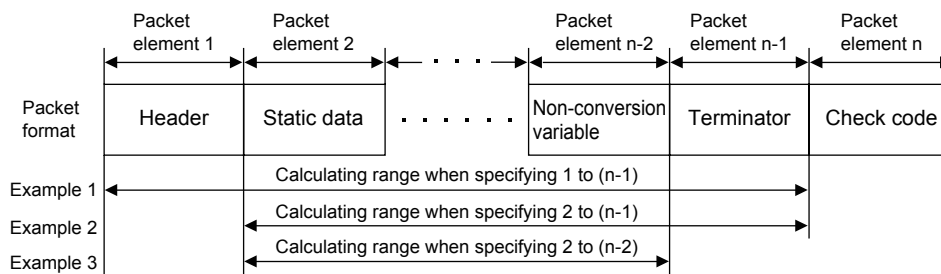 Packet element 1
Packet element 2
Packet element n-2
Packet element n-1
Packet element n
Packet format
Header
Static data
Non-conversion variable
Terminator
Check code
Example 1
Calculating range when specifying 1 to (n-1)
Example 2
Calculating range when specifying 2 to (n-1)
Example 3
Calculating range when specifying 2 to (n-2)